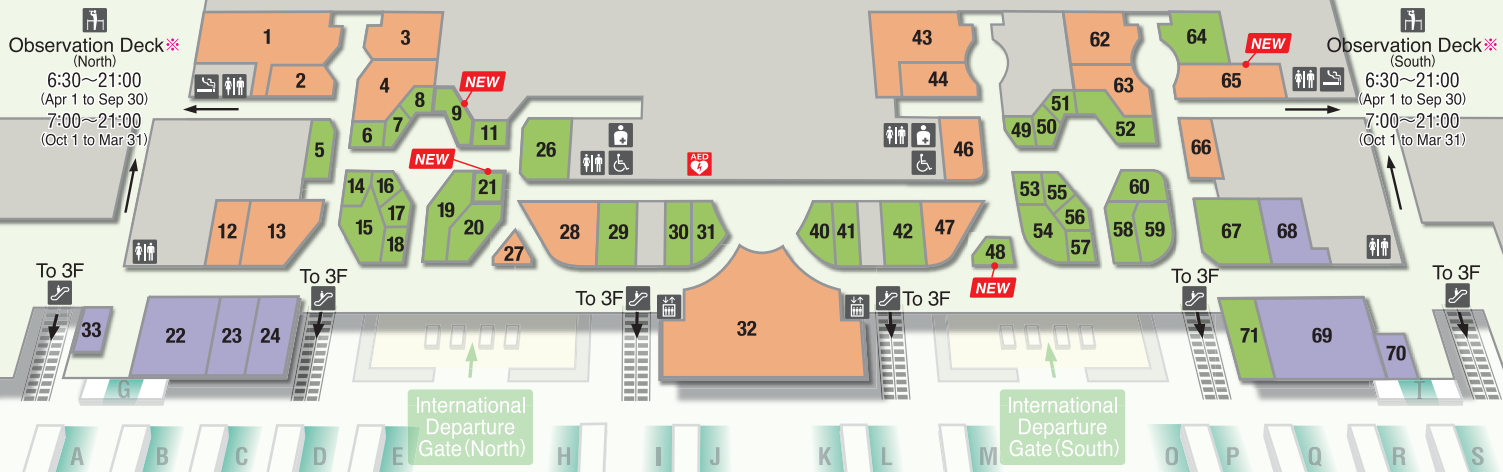 Observation Deck※
(North)
6:30～21:00
(Apr 1 to Sep 30)
7:00～21:00
(Oct 1 to Mar 31)
Observation Deck※
(South)
6:30～21:00
(Apr 1 to Sep 30)
7:00～21:00
(Oct 1 to Mar 31)
1
2
3
4
NEW
5
6
7
8
9
11
26
AED
43
44
46
62
63
64
NEW
65
49
50
51
52
66
12
13
14
16
15
17
18
NEW
19
21
20
27
28
29
30
31
40
41
42
47
48
NEW
53
55
54
56
57
60
58
59
67
68
To 3F
To 3F
To 3F
To 3F
To 3F
To 3F
33
22
23
24
32
71
69
70
G
T
International
Departure
Gate(North)
International
Departure
Gate(South)
A
B
C
D
E
H
I
J
K
L
M
O
P
Q
R
S